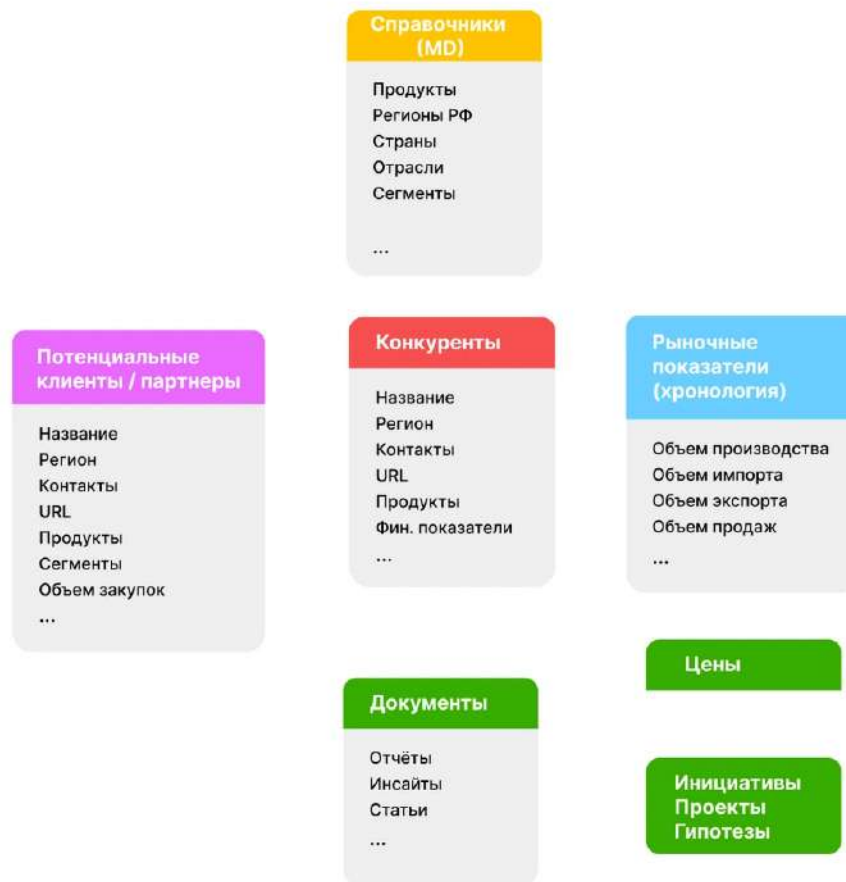 Справочники
(MD)
Продукты
Регионы РФ
Страны
Отрасли
Сегменты
...
Потенциальные
клиенты / партнеры
Название
Регион
Контакты
URL
Продукты
Сегменты
Объем закупок
...
Конкуренты
Название
Регион
Контакты
URL
Продукты
Фин. показатели
...
Рыночные
показатели
(хронология)
Объем производства
Объем импорта
Объем экспорта
Объем продаж
...
Документы
Отчёты
Инсайты
Статьи
...
Цены
Инициативы
Проекты
Гипотезы